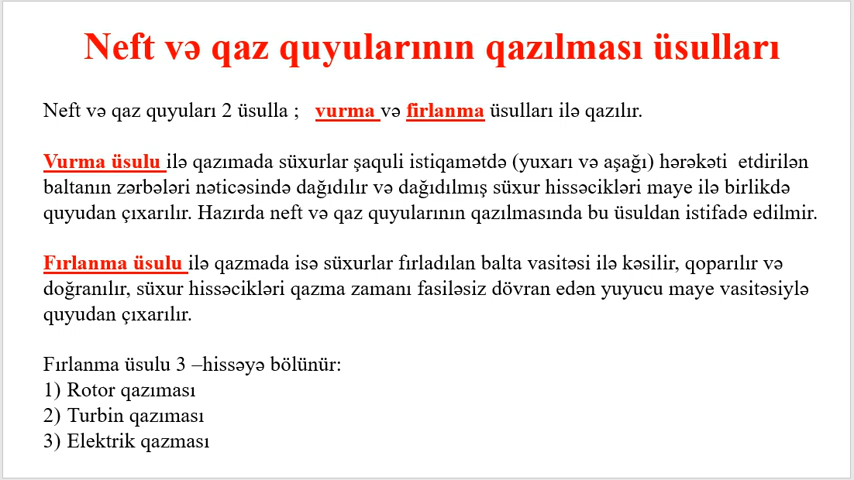 Neft və qaz quyularının qazılması üsulları
Neft və qaz quyuları 2 üsulla ; vurma və firlanma üsulları ilə qazılır.
Vurma üsulu ilə qazımada süxurlar şaquli istiqamətdə (yuxarı və aşağı) hərəkəti etdirilən
baltanın zərbələri nəticəsində dağıdılır və dağıdılmış süxur hissəcikləri maye ilə birlikdə
quyudan çıxarılır. Hazırda neft və qaz quyularının qazılmasında bu üsuldan istifadə edilmir.
Fırlanma üsulu ilə qazmada isə süxurlar fırladılan balta vasitəsi ilə kəsilir, qoparılır və
doğranılır, süxur hissəcikləri qazma zamanı fasiləsiz dövran edən yuyucu maye vasitəsiylə
quyudan çıxarılır.
Fırlanma üsulu 3 –hissəyə bölünür:
1) Rotor qazıması
2) Turbin qazıması
3) Elektrik qazması